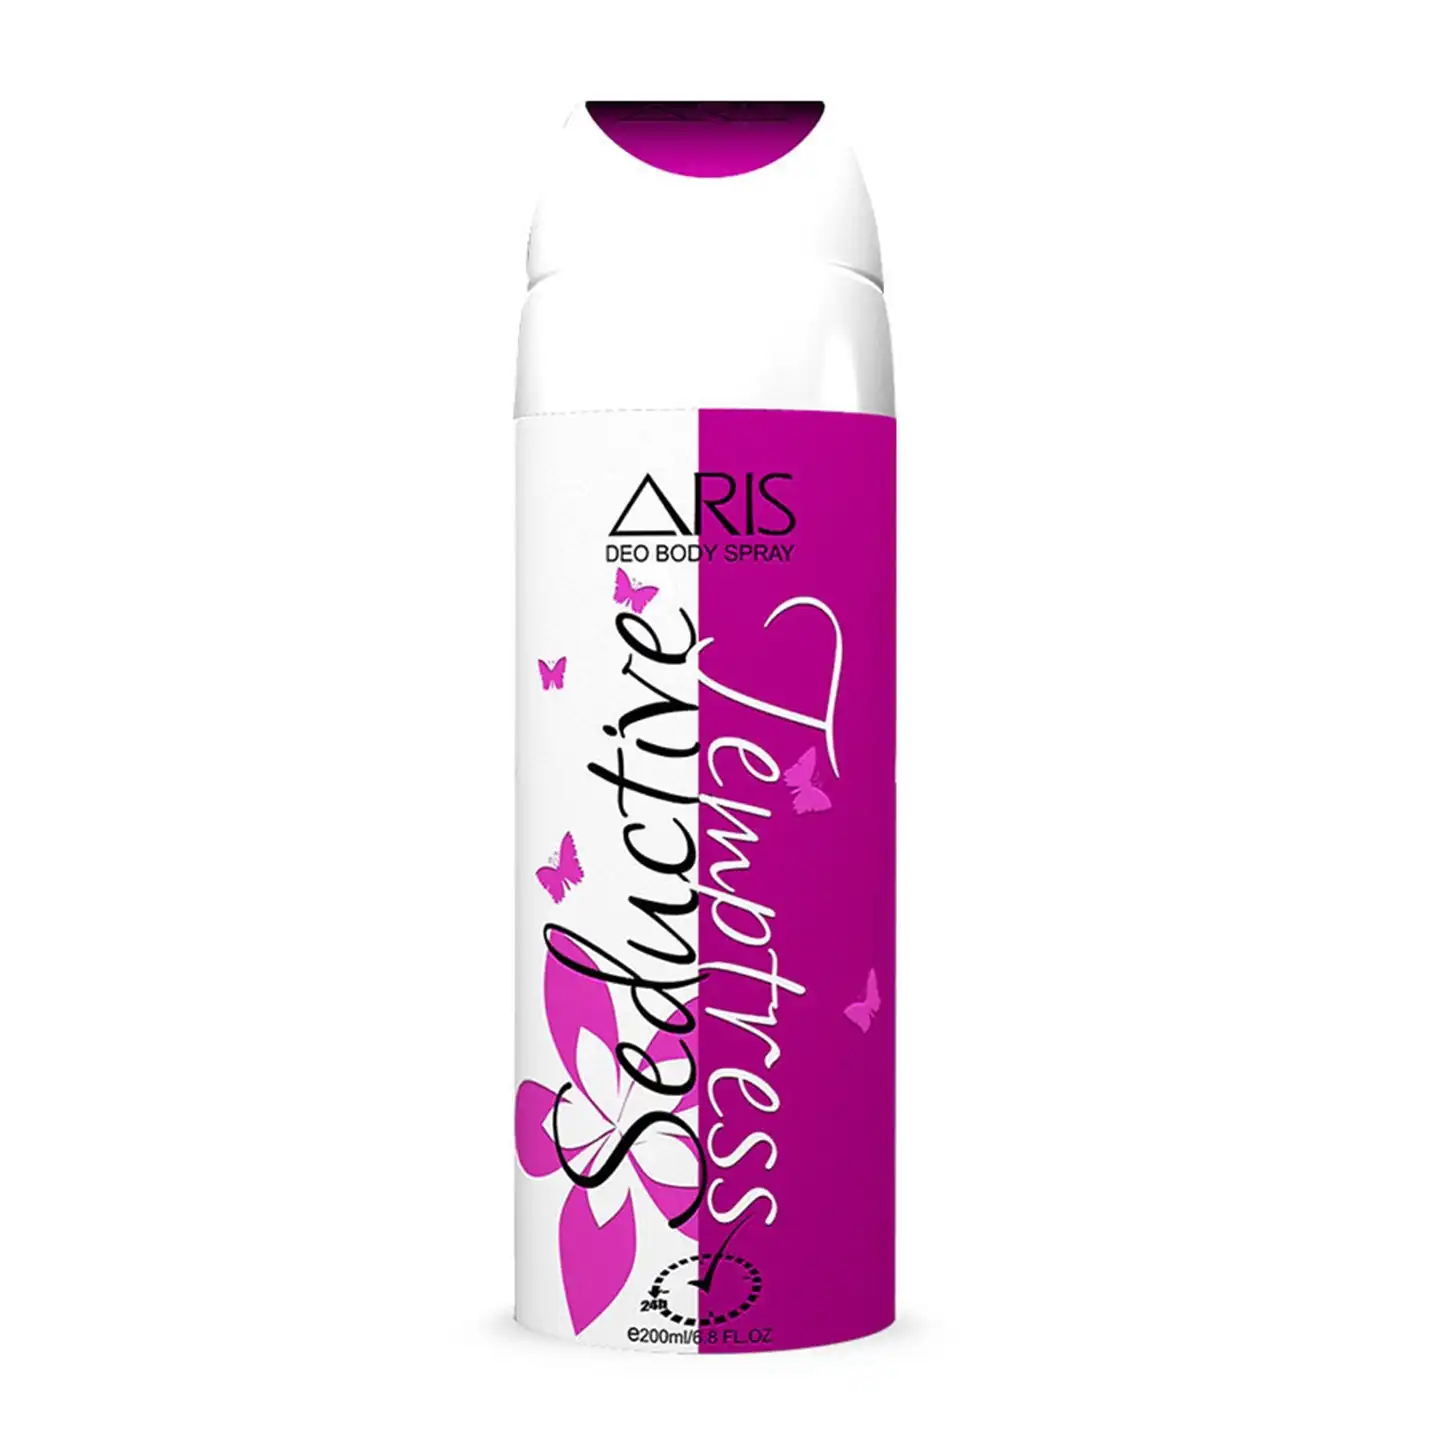 ARIS
DEO BODY SPRAY
Seductive
Temptress
24h
e200ml/6.8 FL.OZ